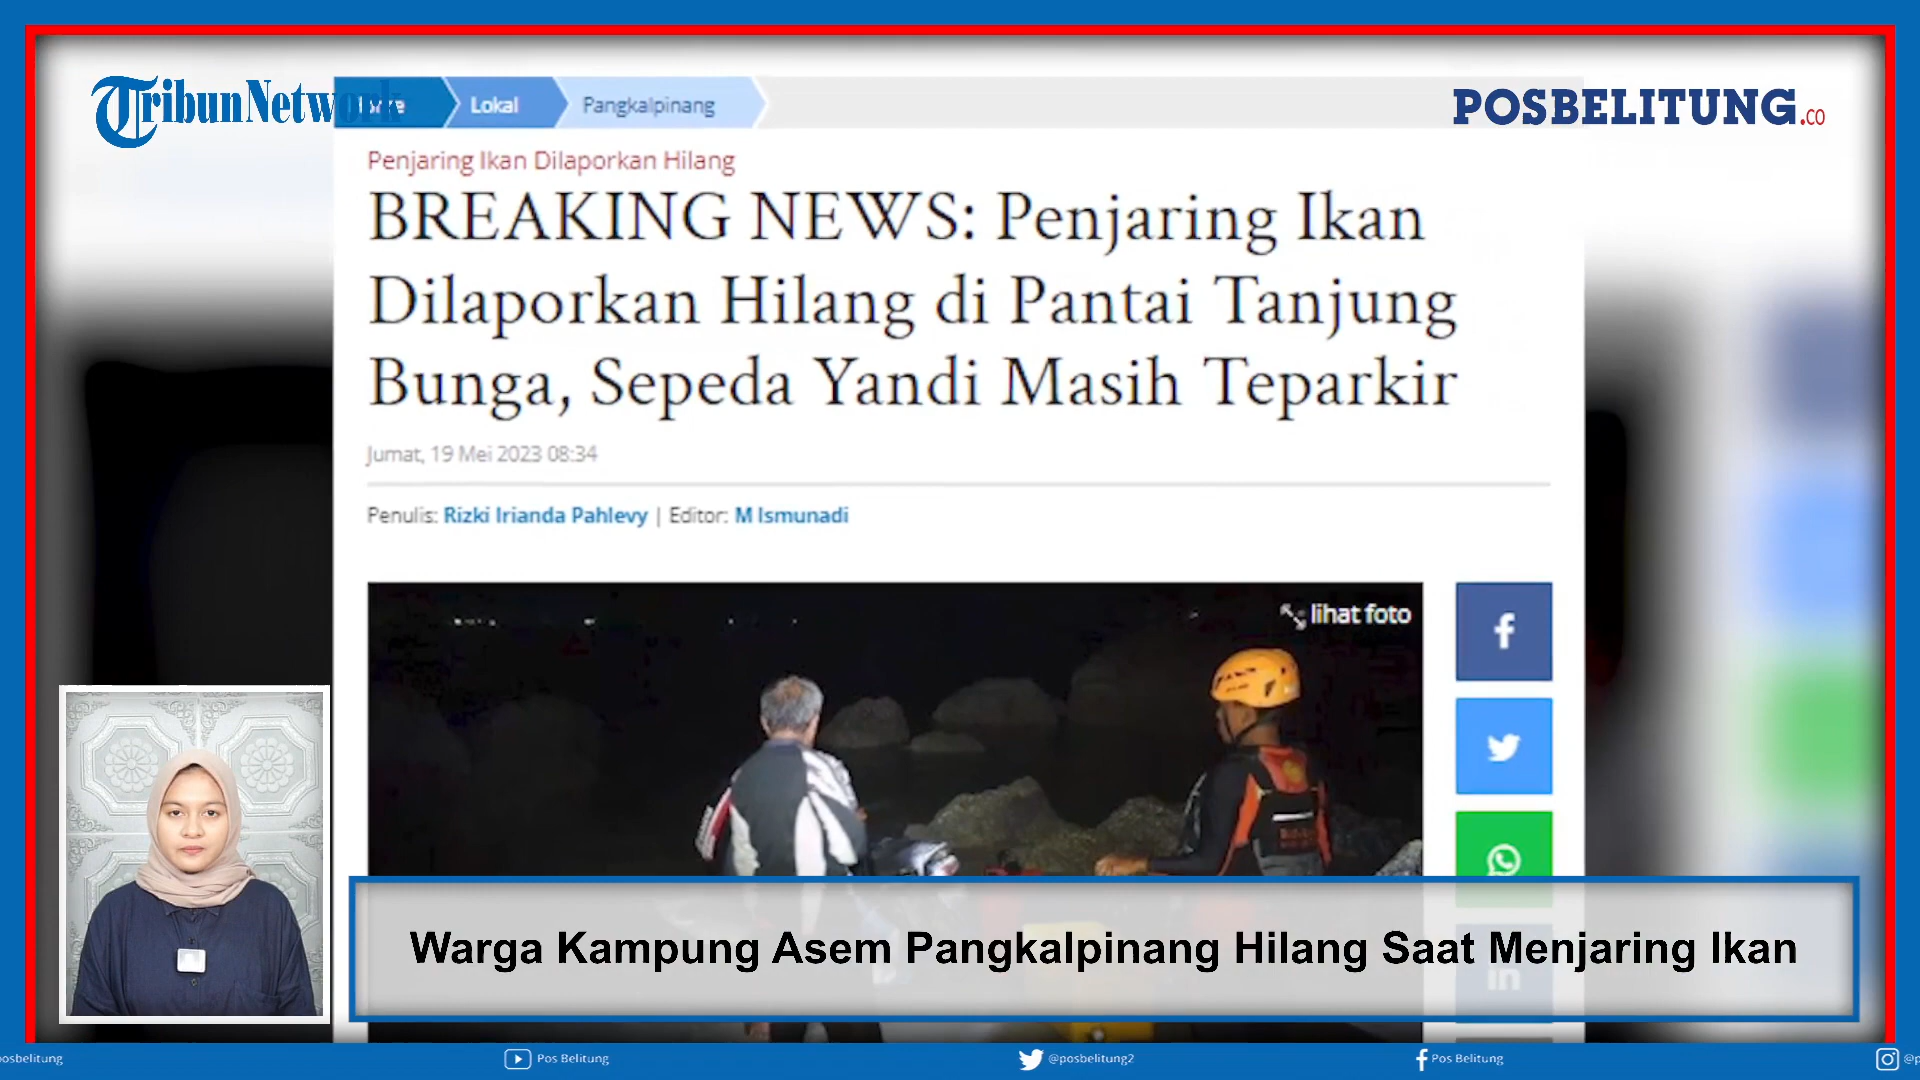 TribunNetwork
Lokal
Pangkalpinang
POSBELITUNG.CO
Penjaring Ikan Dilaporkan Hilang
BREAKING NEWS: Penjaring Ikan
Dilaporkan Hilang di Pantai Tanjung
Bunga, Sepeda Yandi Masih Teparkir
Jumat, 19 Mei 2023 08:34
Penulis: Rizki Irianda Pahlevy | Editor: M Ismunadi
lihat foto
Warga Kampung Asem Pangkalpinang Hilang Saat Menjaring Ikan
in
posbelitung
Pos Belitung
@posbelitung2
Pos Belitung